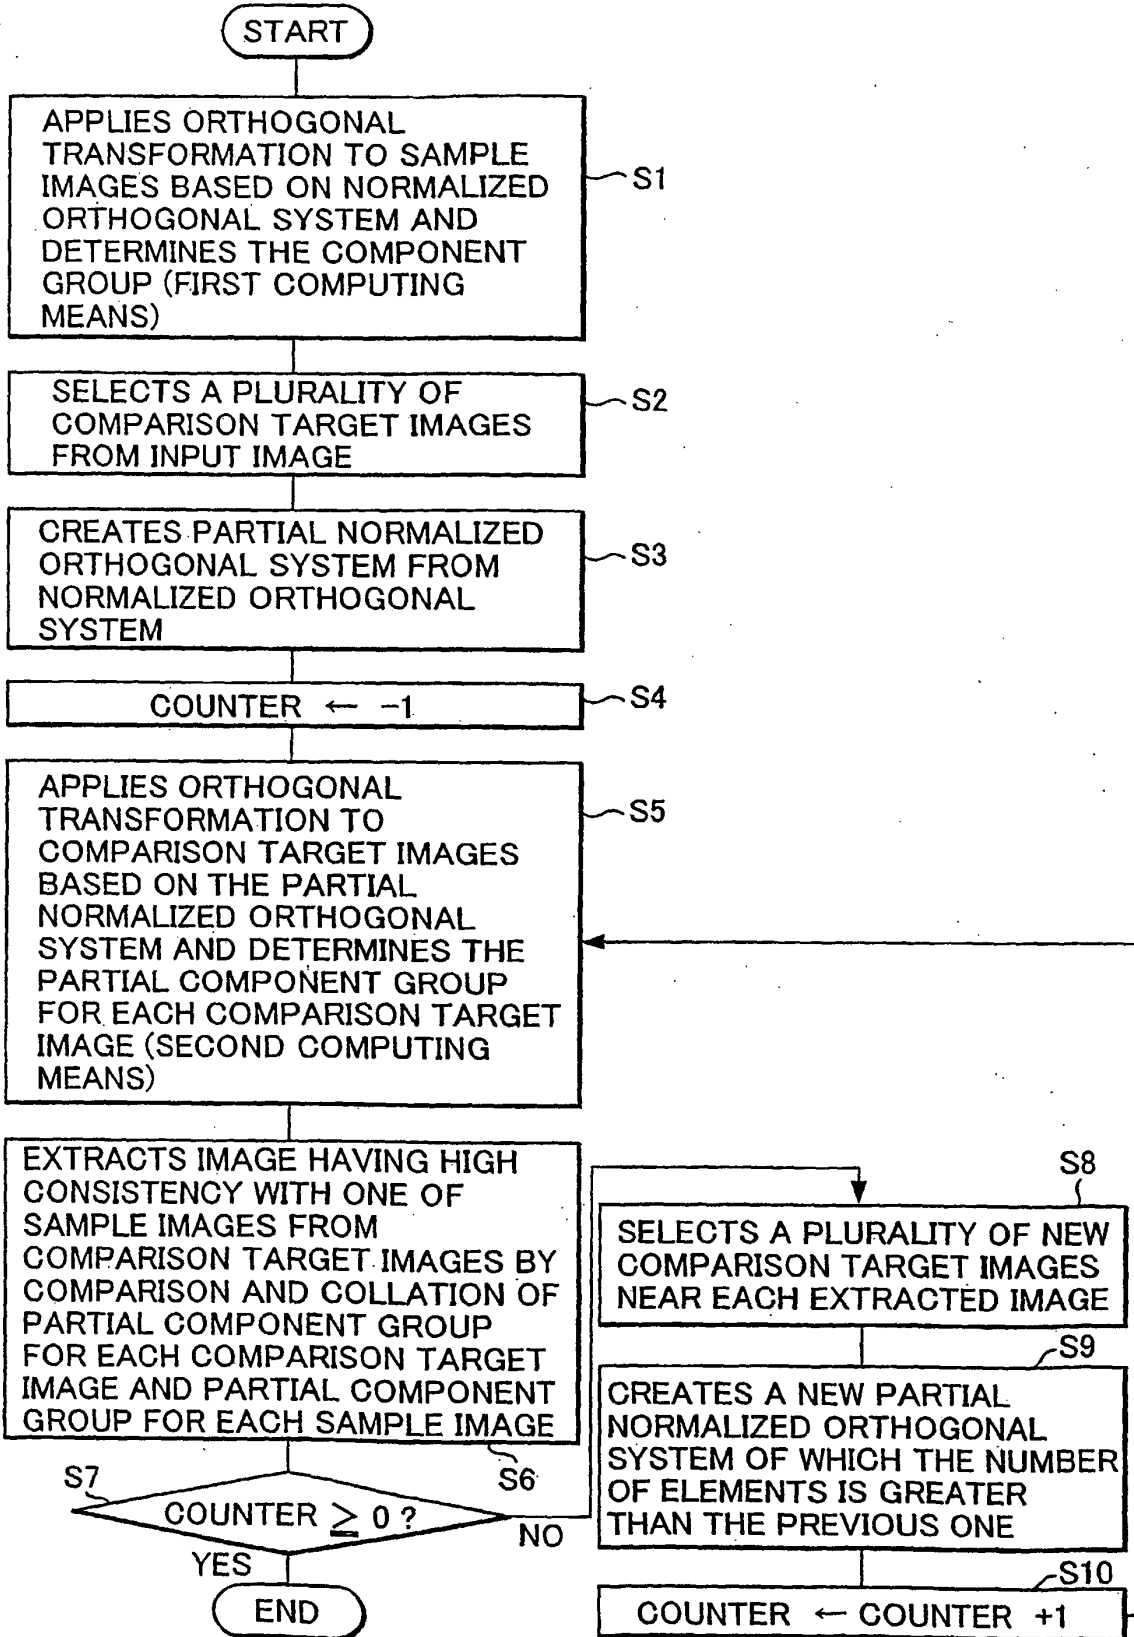 START
APPLIES ORTHOGONAL
TRANSFORMATION TO SAMPLE
IMAGES BASED ON NORMALIZED
ORTHOGONAL SYSTEM AND
DETERMINES THE COMPONENT
GROUP (FIRST COMPUTING
MEANS)
S1
SELECTS A PLURALITY OF
COMPARISON TARGET IMAGES
FROM INPUT IMAGE
S2
CREATES PARTIAL NORMALIZED
ORTHOGONAL SYSTEM FROM
NORMALIZED ORTHOGONAL
SYSTEM
S3
COUNTER ← -1
S4
APPLIES ORTHOGONAL
TRANSFORMATION TO
COMPARISON TARGET IMAGES
BASED ON THE PARTIAL
NORMALIZED ORTHOGONAL
SYSTEM AND DETERMINES THE
PARTIAL COMPONENT GROUP
FOR EACH COMPARISON TARGET
IMAGE (SECOND COMPUTING
MEANS)
S5
EXTRACTS IMAGE HAVING HIGH
CONSISTENCY WITH ONE OF
SAMPLE IMAGES FROM
COMPARISON TARGET IMAGES BY
COMPARISON AND COLLATION OF
PARTIAL COMPONENT GROUP
FOR EACH COMPARISON TARGET
IMAGE AND PARTIAL COMPONENT
GROUP FOR EACH SAMPLE IMAGE
S6
S7
COUNTER ≥ 0 ?
NO
YES
END
S8
SELECTS A PLURALITY OF NEW
COMPARISON TARGET IMAGES
NEAR EACH EXTRACTED IMAGE
S9
CREATES A NEW PARTIAL
NORMALIZED ORTHOGONAL
SYSTEM OF WHICH THE NUMBER
OF ELEMENTS IS GREATER
THAN THE PREVIOUS ONE
S10
COUNTER ← COUNTER +1